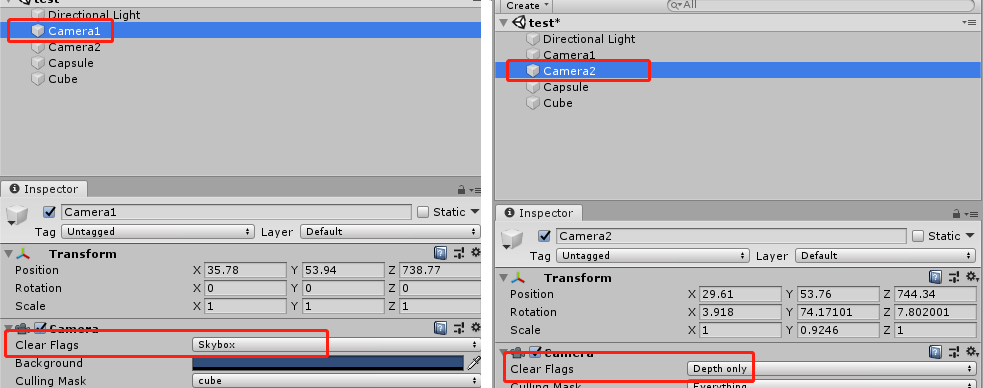 test
Camera1
Directional Light
Camera2
Capsule
Cube
Inspector
Camera1
Static
Tag Untagged Layer Default
Transform
Position X 35.78 Y 53.94 Z 738.77
Rotation X 0 Y 0 Z 0
Scale X 1 Y 1 Z 1
Camera
Clear Flags Skybox
Background
Culling Mask cube
Create All
test*
Directional Light
Camera1
Camera2
Capsule
Cube
Inspector
Camera2
Static
Tag Untagged Layer Default
Transform
Position X 29.61 Y 53.76 Z 744.34
Rotation X 3.918 Y 74.17101 Z 7.802001
Scale X 1 Y 0.9246 Z 1
Camera
Clear Flags Depth only
Culling Mask Everything